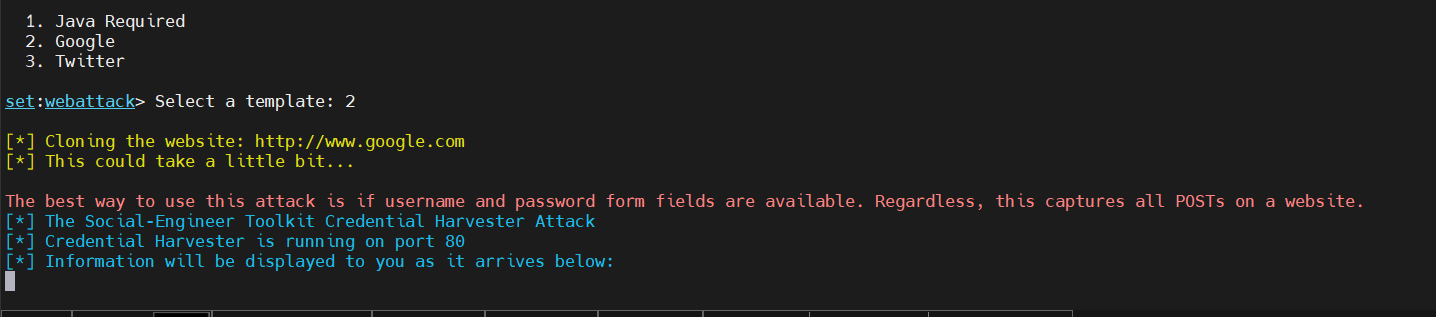 1. Java Required
2. Google
3. Twitter
set:webattack> Select a template: 2
[*] Cloning the website: http://www.google.com
[*] This could take a little bit...
The best way to use this attack is if username and password form fields are available. Regardless, this captures all POSTs on a website.
[*] The Social-Engineer Toolkit Credential Harvester Attack
[*] Credential Harvester is running on port 80
[*] Information will be displayed to you as it arrives below: